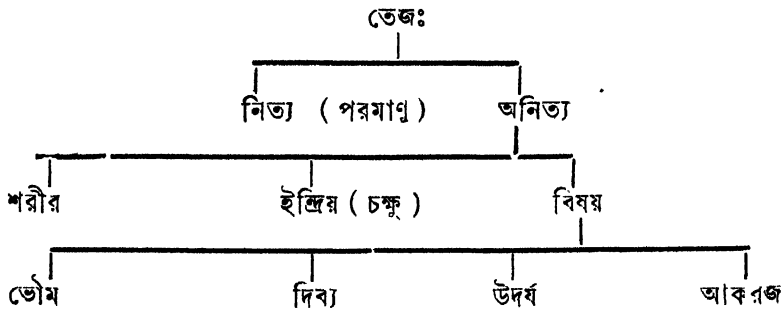 তেজঃ
নিত্য ( পরমাণু ) অনিত্য
শরীর ইন্দ্রিয় ( চক্ষু ) বিষয়
ভৌম দিব্য উদর্য আকরজ